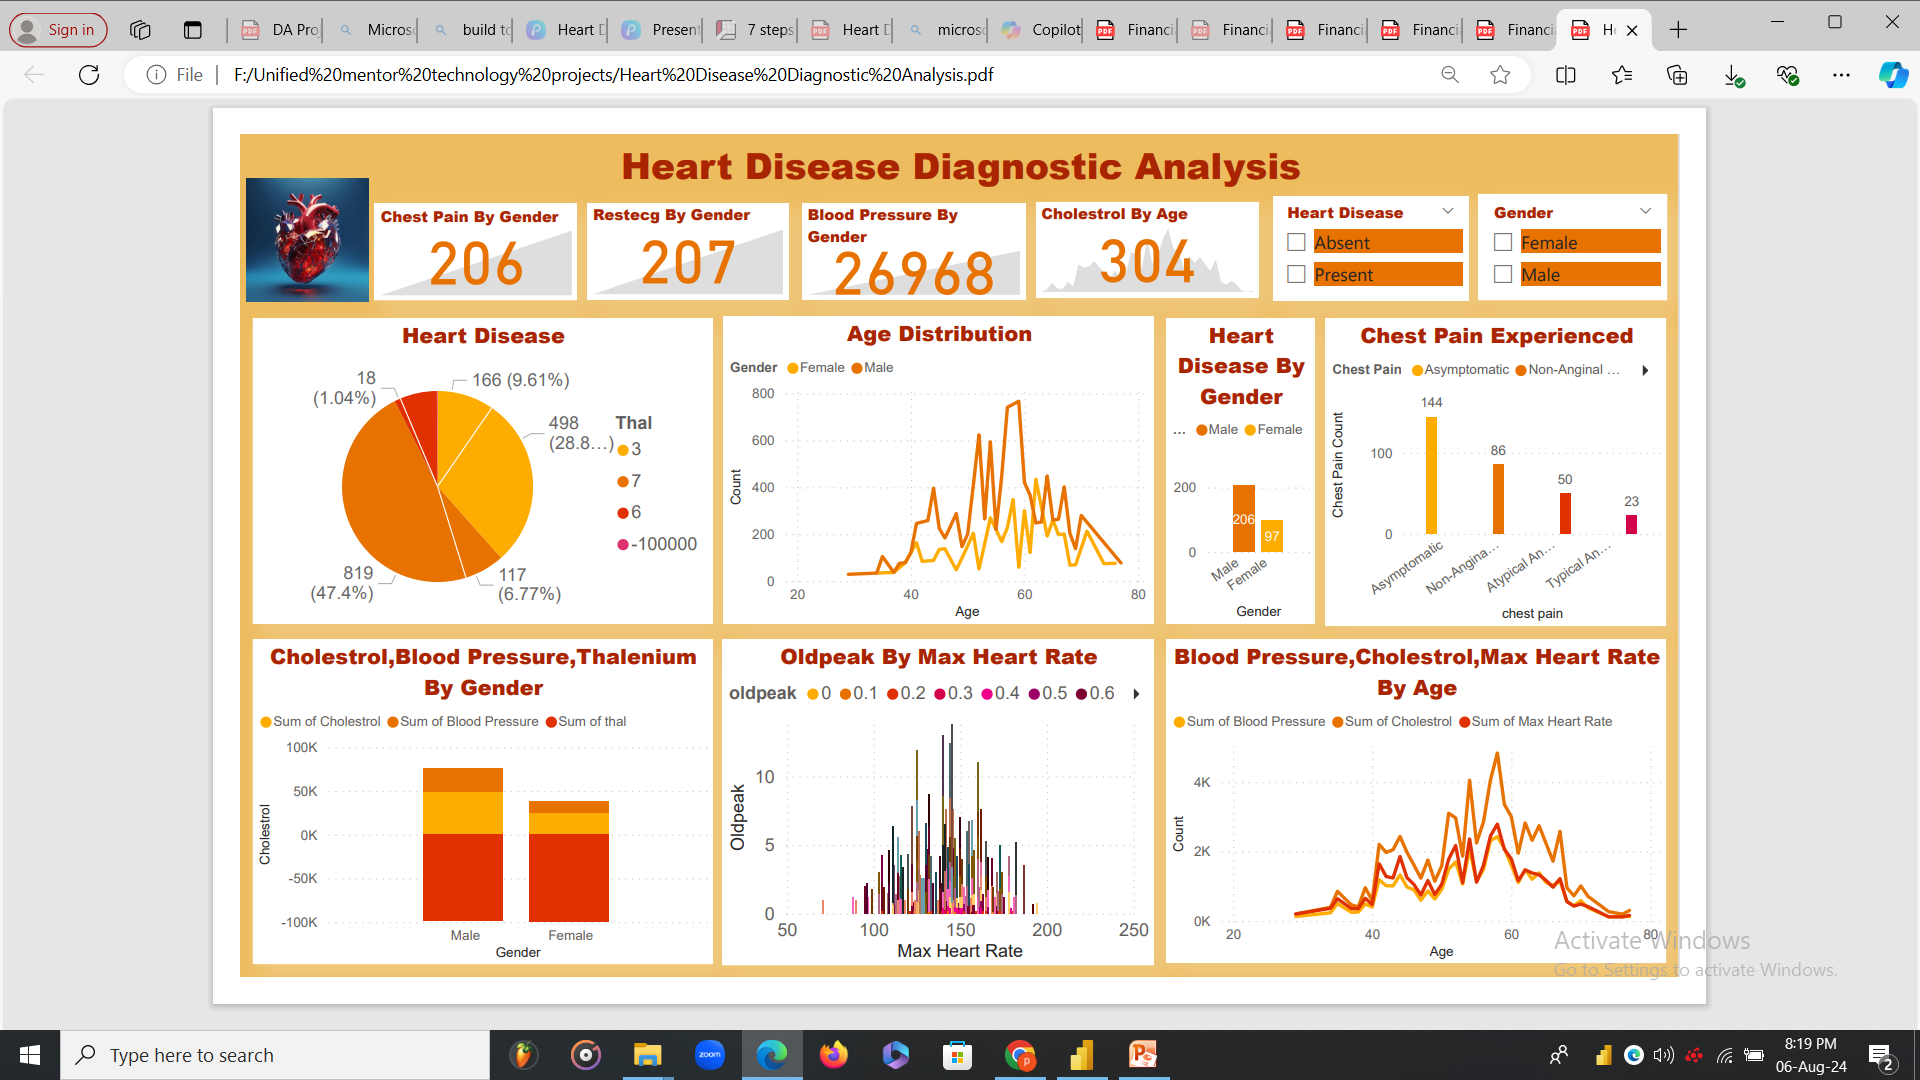 Sign in
DA Pro
Micros
build to
Heart D
Present
7 steps
Heart D
micros
Copilot
Financi
Financi
Financi
Financi
Financi
He
File
F:/Unified%20mentor%20technology%20projects/Heart%20Disease%20Diagnostic%20Analysis.pdf
Heart Disease Diagnostic Analysis
Chest Pain By Gender
206
Restecg By Gender
207
Blood Pressure By
Gender
26968
Cholestrol By Age
304
Heart Disease
Absent
Present
Gender
Female
Male
Heart Disease
18
(1.04%)
166 (9.61%)
498
(28.8...)
819
(47.4%)
117
(6.77%)
Thal
3
7
6
-100000
Age Distribution
Gender Female Male
800
600
400
200
0
Count
20 40 60 80
Age
Heart
Disease By
Gender
... Male Female
200
0
206
97
Male
Female
Gender
Chest Pain Experienced
Chest Pain Asymptomatic Non-Anginal ...
Chest Pain Count
100
0
144
86
50
23
Asymptomatic
Non-Angina...
Atypical An...
Typical An...
chest pain
Cholestrol,Blood Pressure,Thalenium
By Gender
Sum of Cholestrol Sum of Blood Pressure Sum of thal
100K
50K
0K
-50K
-100K
Cholestrol
Male Female
Gender
Oldpeak By Max Heart Rate
oldpeak 0 0.1 0.2 0.3 0.4 0.5 0.6
Oldpeak
10
5
0
50 100 150 200 250
Max Heart Rate
Blood Pressure,Cholestrol,Max Heart Rate
By Age
Sum of Blood Pressure Sum of Cholestrol Sum of Max Heart Rate
4K
2K
0K
Count
20 40 60 80
Age
Activate Windows
Go to Settings to activate Windows.
Type here to search
zoom
8:19 PM
06-Aug-24
2